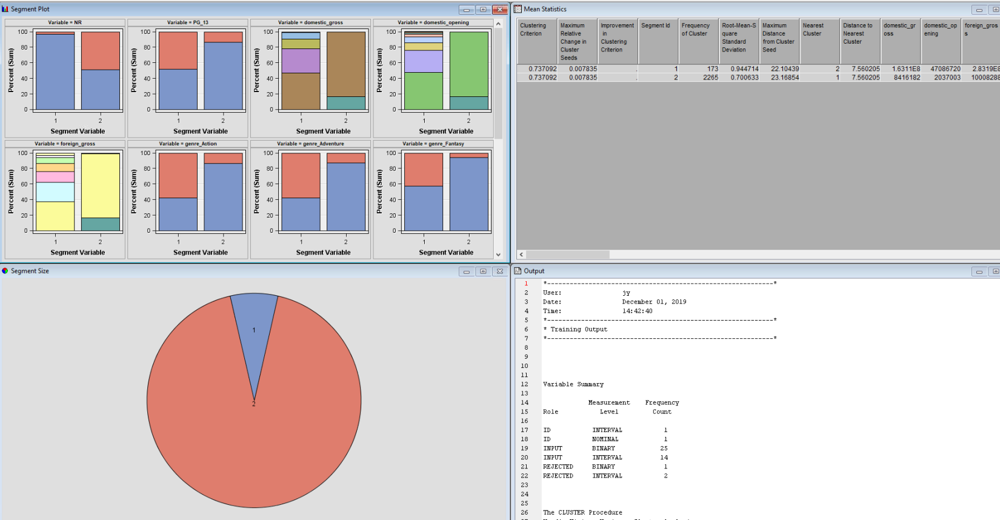 Segment Plot
Variable = NR
100
80
60
40
20
0
Percent (Sum)
1 2
Segment Variable
Variable = PG_13
100
80
60
40
20
0
Percent (Sum)
1 2
Segment Variable
Variable = domestic_gross
100
80
60
40
20
0
Percent (Sum)
1 2
Segment Variable
Variable = domestic_opening
100
80
60
40
20
0
Percent (Sum)
1 2
Segment Variable
Variable = foreign_gross
100
80
60
40
20
0
Percent (Sum)
1 2
Segment Variable
Variable = genre_Action
100
80
60
40
20
0
Percent (Sum)
1 2
Segment Variable
Variable = genre_Adventure
100
80
60
40
20
0
Percent (Sum)
1 2
Segment Variable
Variable = genre_Fantasy
100
80
60
40
20
0
Percent (Sum)
1 2
Segment Variable
Mean Statistics
Clustering
Criterion
Maximum
Relative
Change in
Cluster
Seeds
Improvement
in
Clustering
Criterion
Segment Id
Frequency
of Cluster
Root-Mean-S
quare
Standard
Deviation
Maximum
Distance
from Cluster
Seed
Nearest
Cluster
Distance to
Nearest
Cluster
domestic_gr
oss
domestic_op
ening
foreign_gros
s
0.737092 0.007835 . 1 173 0.944714 22.10439 2 7.560205 1.6311E8 47086720 2.8319E8
0.737092 0.007835 . 2 2265 0.700633 23.16854 1 7.560205 8416182 2037003 10008288
Segment Size
1
2
Output
1 *------------------------------------------------------------*
2 User: jy
3 Date: December 01, 2019
4 Time: 14:42:40
5 *------------------------------------------------------------*
6 * Training Output
7 *------------------------------------------------------------*
8
9
10
11
12 Variable Summary
13
14 Measurement Frequency
15 Role Level Count
16
17 ID INTERVAL 1
18 ID NOMINAL 1
19 INPUT BINARY 25
20 INPUT INTERVAL 14
21 REJECTED BINARY 1
22 REJECTED INTERVAL 2
23
24
25
26 The CLUSTER Procedure